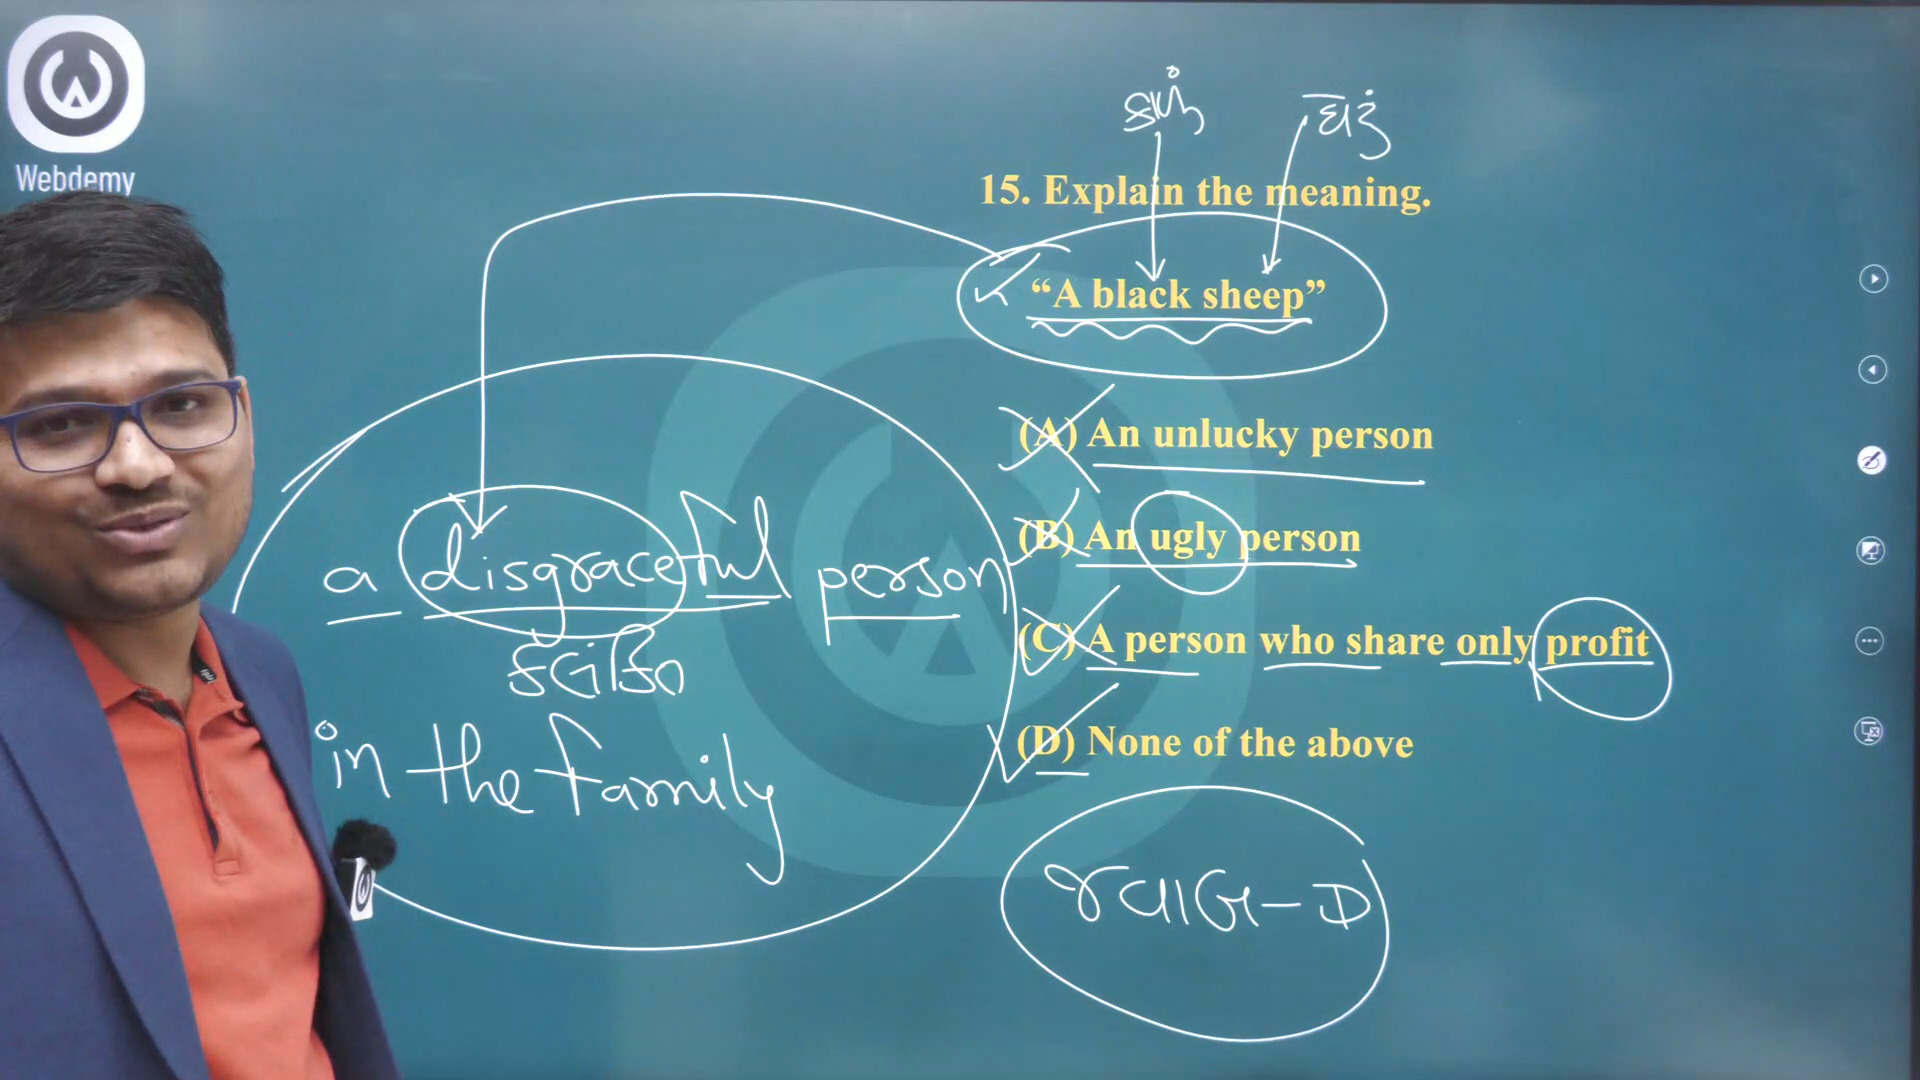 Webdemy
કાળું ઘેટું
15. Explain the meaning.
“A black sheep”
(A) An unlucky person
(B) An ugly person
(C) A person who share only profit
(D) None of the above
a disgraceful person
કલંકિત
in the family
જવાબ - D